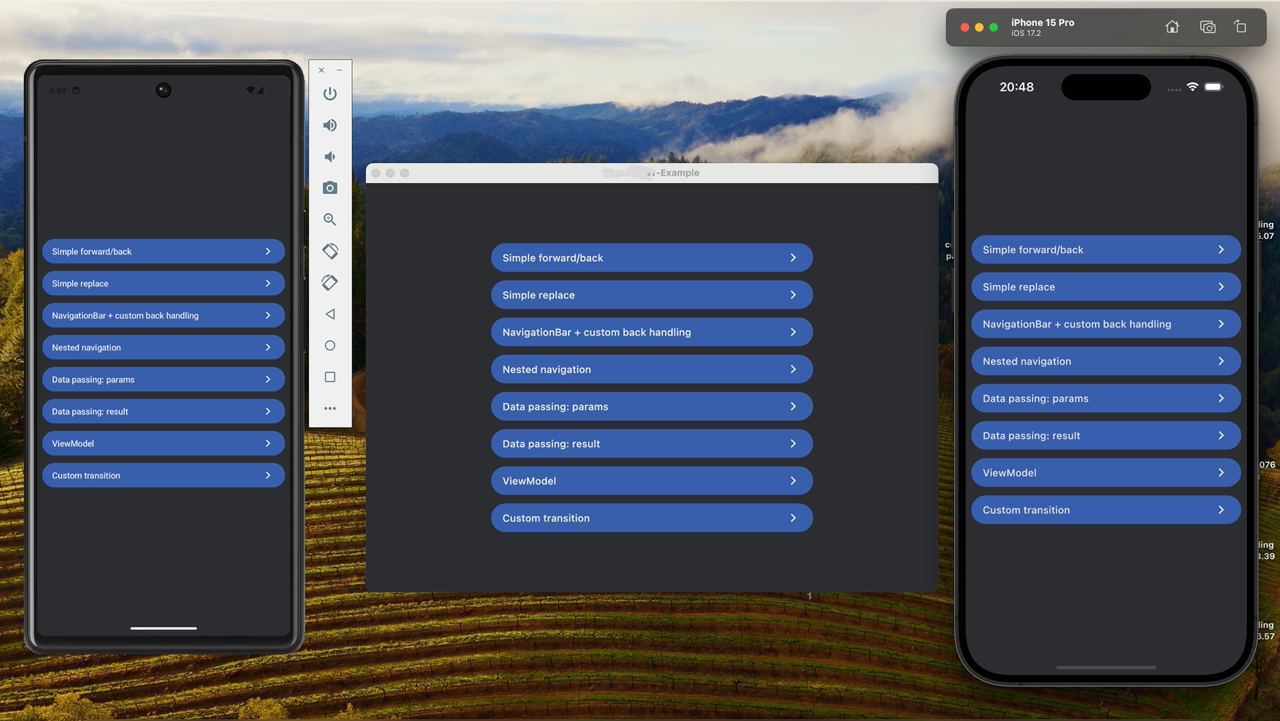 8:48
Simple forward/back
Simple replace
NavigationBar + custom back handling
Nested navigation
Data passing: params
Data passing: result
ViewModel
Custom transition
-Example
Simple forward/back
Simple replace
NavigationBar + custom back handling
Nested navigation
Data passing: params
Data passing: result
ViewModel
Custom transition
iPhone 15 Pro
iOS 17.2
20:48
Simple forward/back
Simple replace
NavigationBar + custom back handling
Nested navigation
Data passing: params
Data passing: result
ViewModel
Custom transition